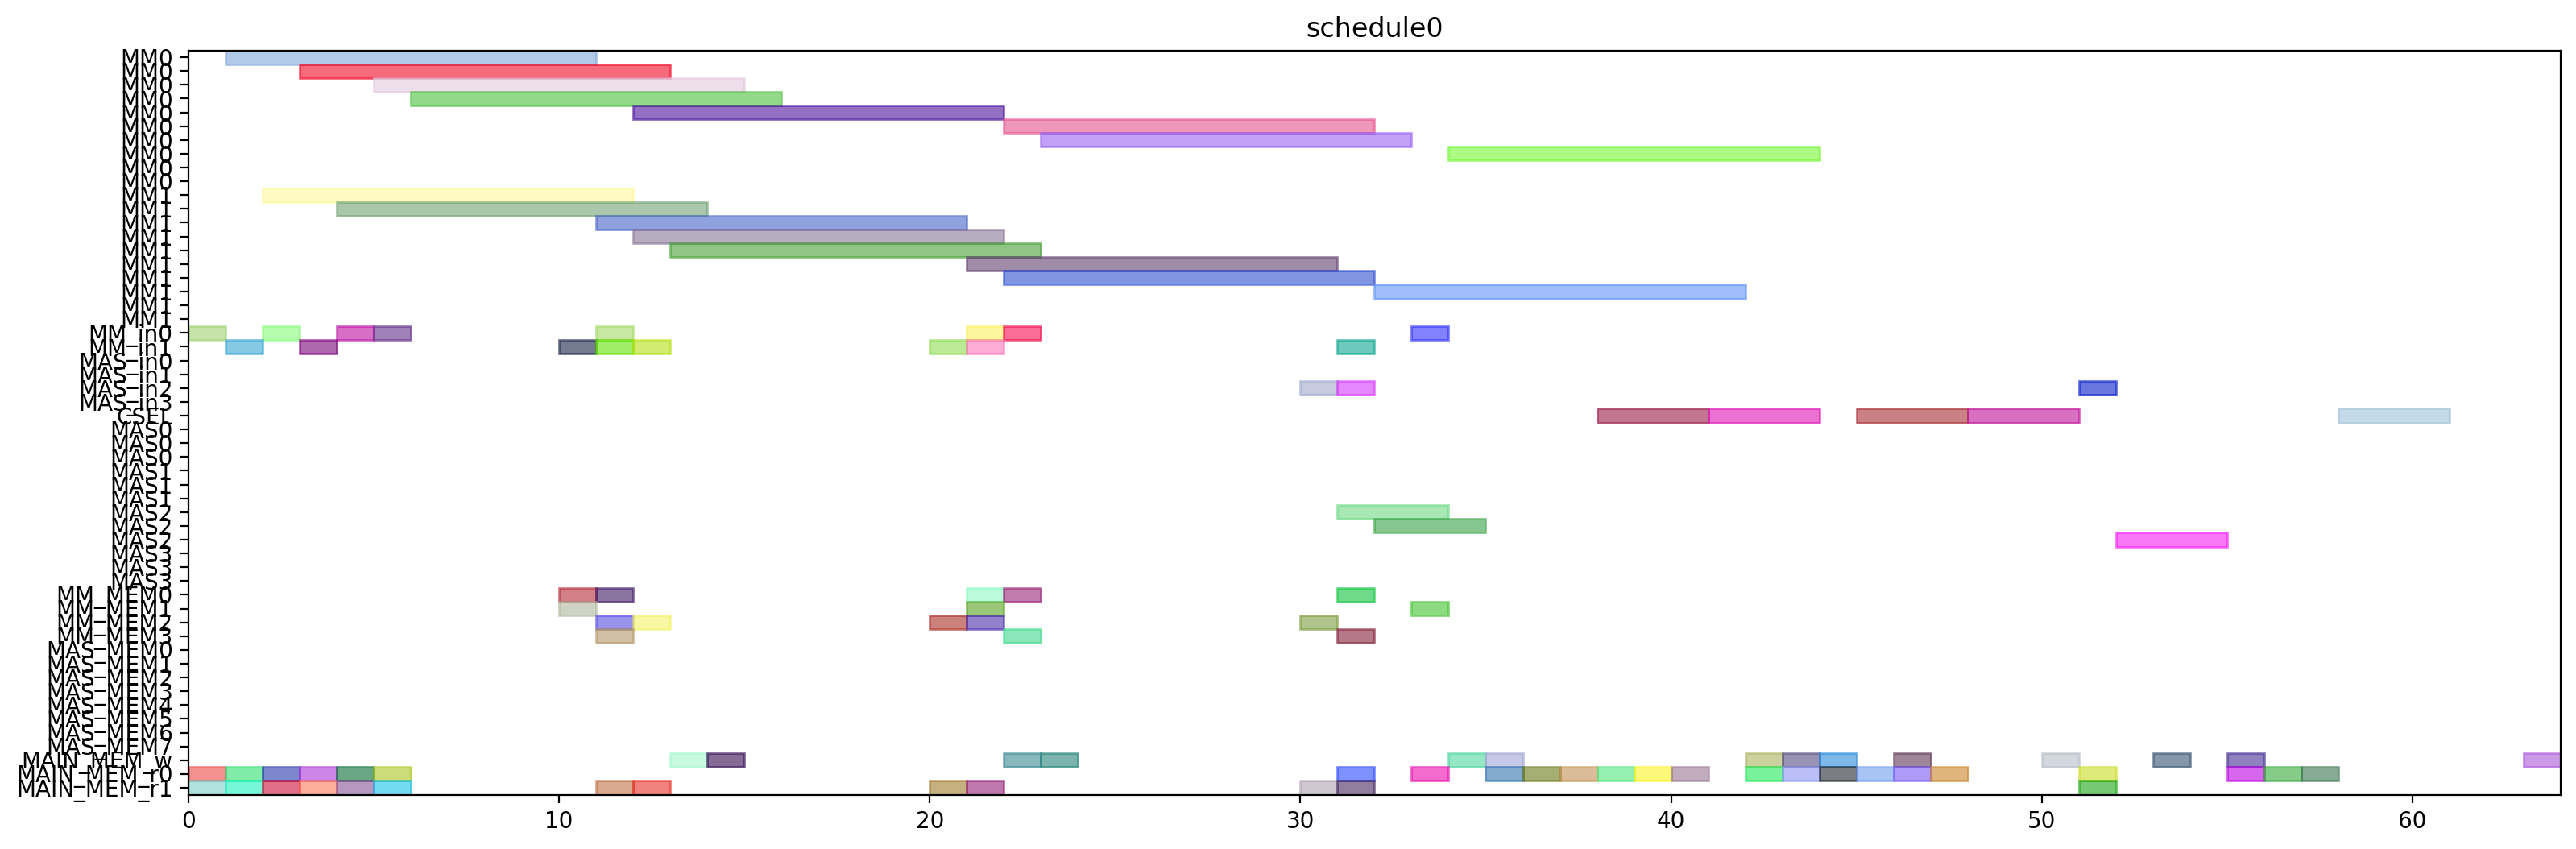 schedule0
MM0
MM0
MM0
MM0
MM0
MM0
MM0
MM0
MM0
MM0
MM1
MM1
MM1
MM1
MM1
MM1
MM1
MM1
MM1
MM1
MM_in0
MM_in1
MAS_in0
MAS_in1
MAS_in2
MAS_in3
CSEL
MAS0
MAS0
MAS0
MAS1
MAS1
MAS1
MAS2
MAS2
MAS2
MAS3
MAS3
MAS3
MM_MEM0
MM_MEM1
MM_MEM2
MM_MEM3
MAS_MEM0
MAS_MEM1
MAS_MEM2
MAS_MEM3
MAS_MEM4
MAS_MEM5
MAS_MEM6
MAS_MEM7
MAIN_MEM_w
MAIN_MEM_r0
MAIN_MEM_r1
0 10 20 30 40 50 60